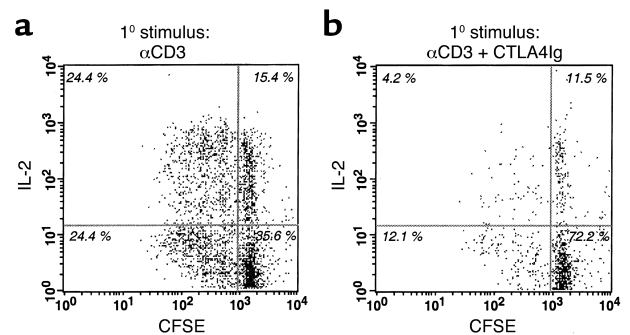 a
1⁰ stimulus:
αCD3
24.4 %
15.4 %
24.4 %
35.6 %
10⁴
10³
10²
10¹
10⁰
IL-2
10⁰ 10¹ 10² 10³ 10⁴
CFSE
b
1⁰ stimulus:
αCD3 + CTLA4Ig
4.2 %
11.5 %
12.1 %
72.2 %
10⁴
10³
10²
10¹
10⁰
IL-2
10⁰ 10¹ 10² 10³ 10⁴
CFSE